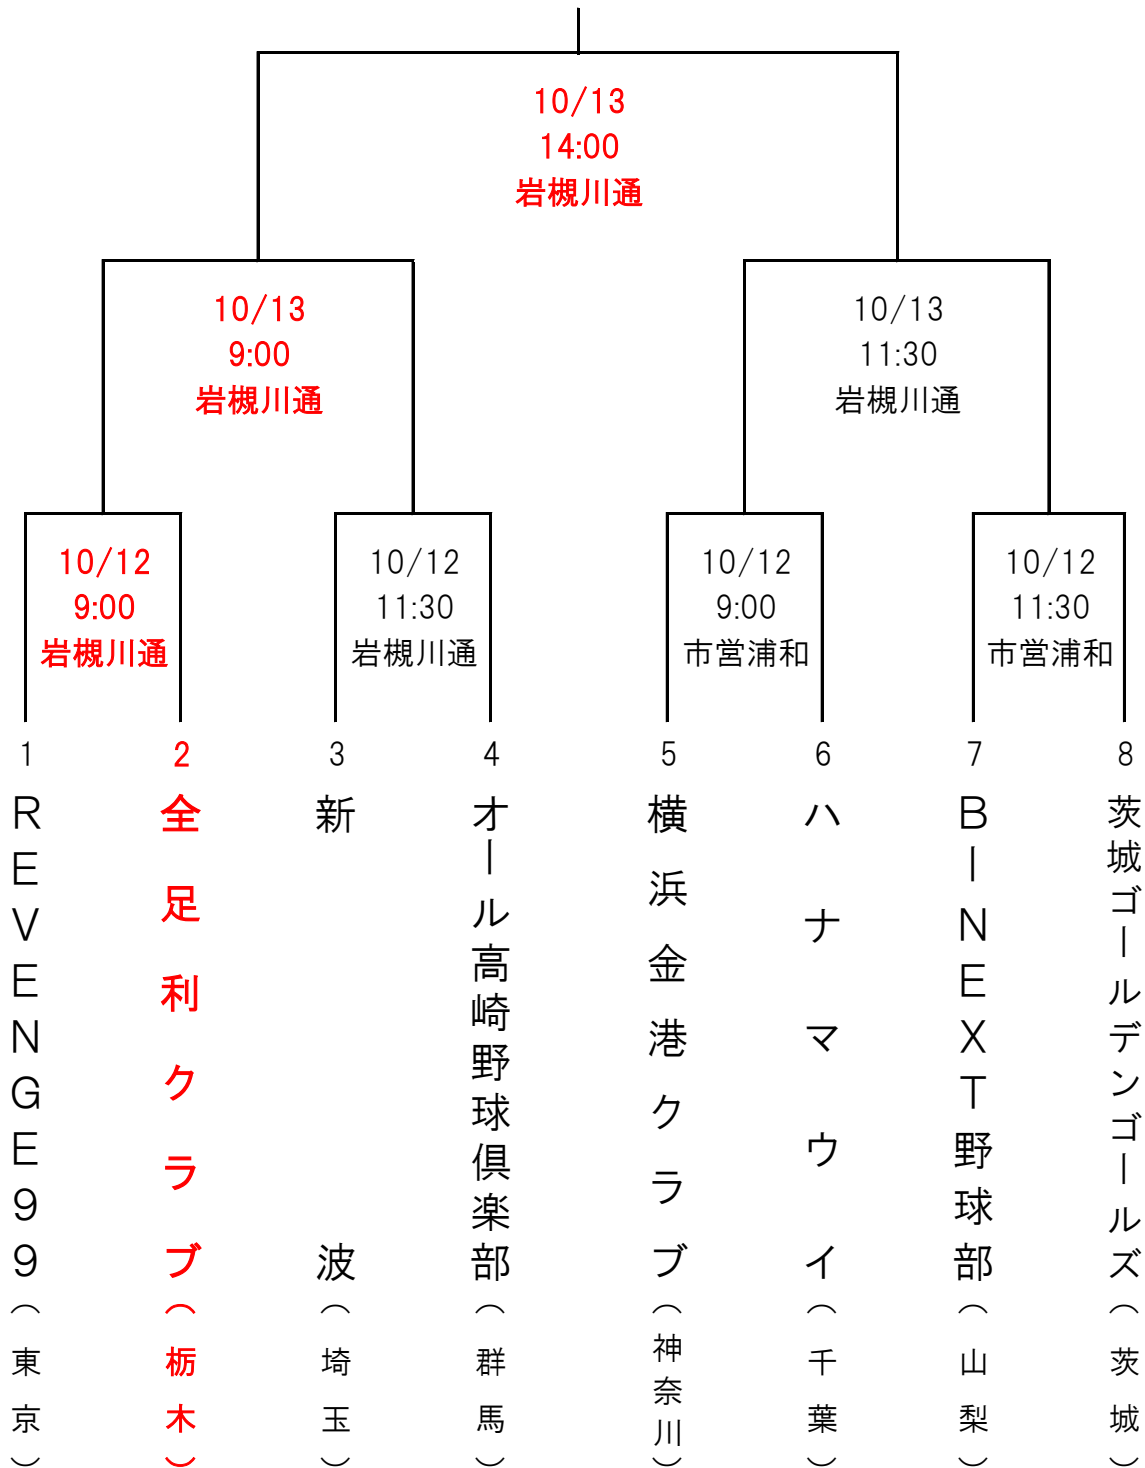 10/13
14:00
岩槻川通
10/13
9:00
岩槻川通
10/13
11:30
岩槻川通
10/12
9:00
岩槻川通
10/12
11:30
岩槻川通
10/12
9:00
市営浦和
10/12
11:30
市営浦和
1
REVENGE99(東京)
2
全足利クラブ(栃木)
3
新波(埼玉)
4
オール高崎野球倶楽部(群馬)
5
横浜金港クラブ(神奈川)
6
ハナマウイ(千葉)
7
BーNEXT野球部(山梨)
8
茨城ゴールデンゴールズ(茨城)